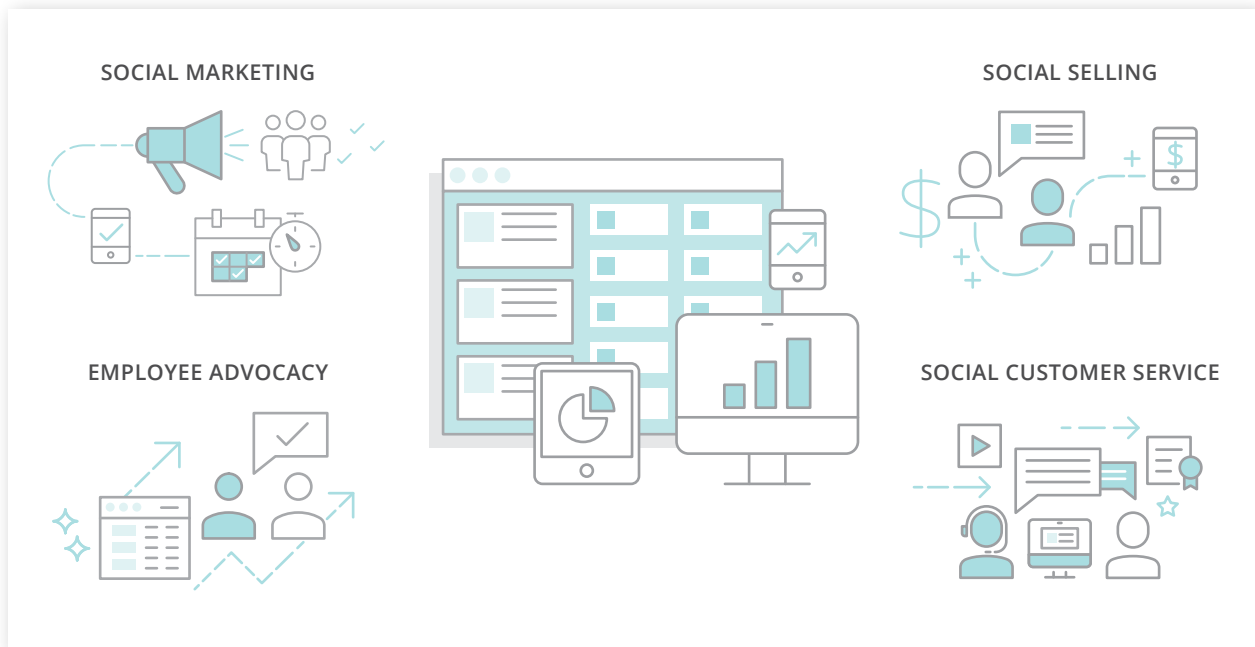 SOCIAL MARKETING
SOCIAL SELLING
$
$
EMPLOYEE ADVOCACY
SOCIAL CUSTOMER SERVICE